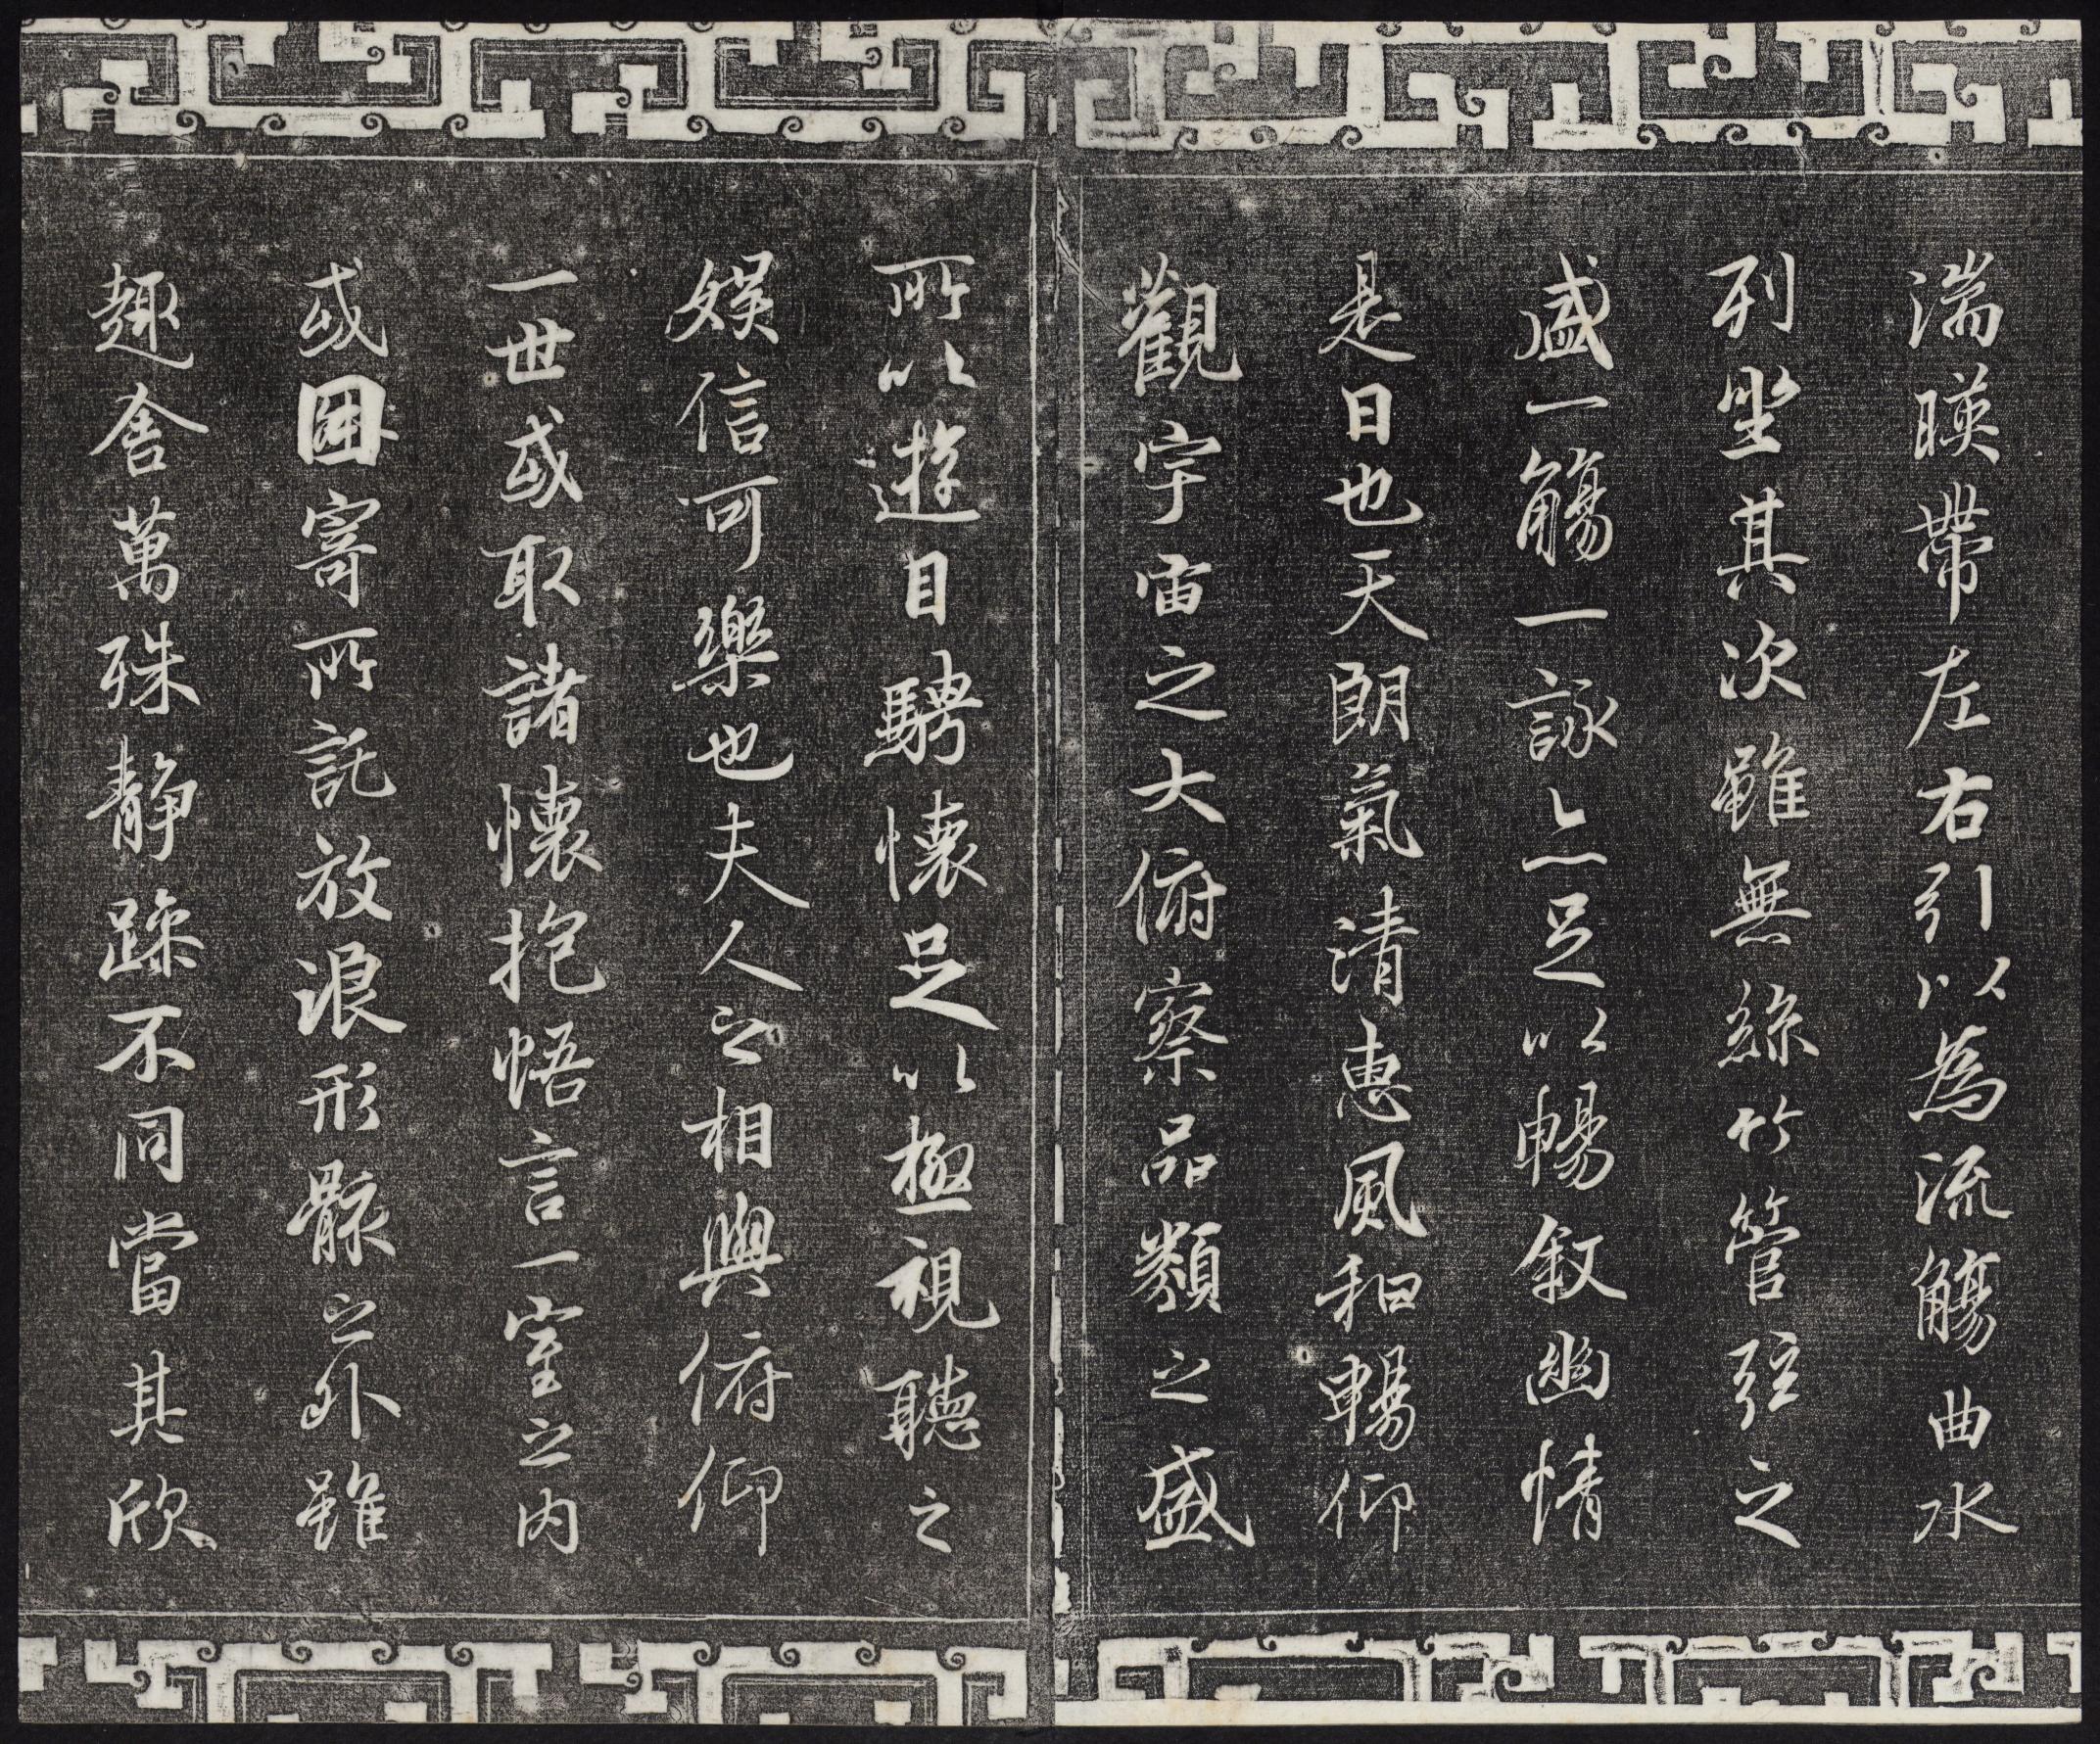 湍暎帶左右引以為流觴曲水
列坐其次雖無絲竹管弦之
盛一觴一詠亦足以暢敘幽情
是日也天朗氣清惠風和暢仰
觀宇宙之大俯察品類之盛
所以遊目騁懷足以極視聽之
娛信可樂也夫人之相與俯仰
一世或取諸懷抱悟言一室之內
或因寄所託放浪形骸之外雖
趣舍萬殊靜躁不同當其欣